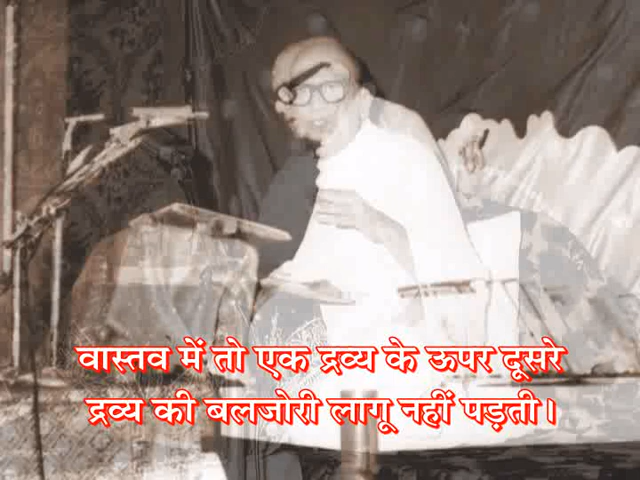 वास्तव में तो एक द्रव्य के ऊपर दूसरे
द्रव्य की बलजोरी लागू नहीं पड़ती।